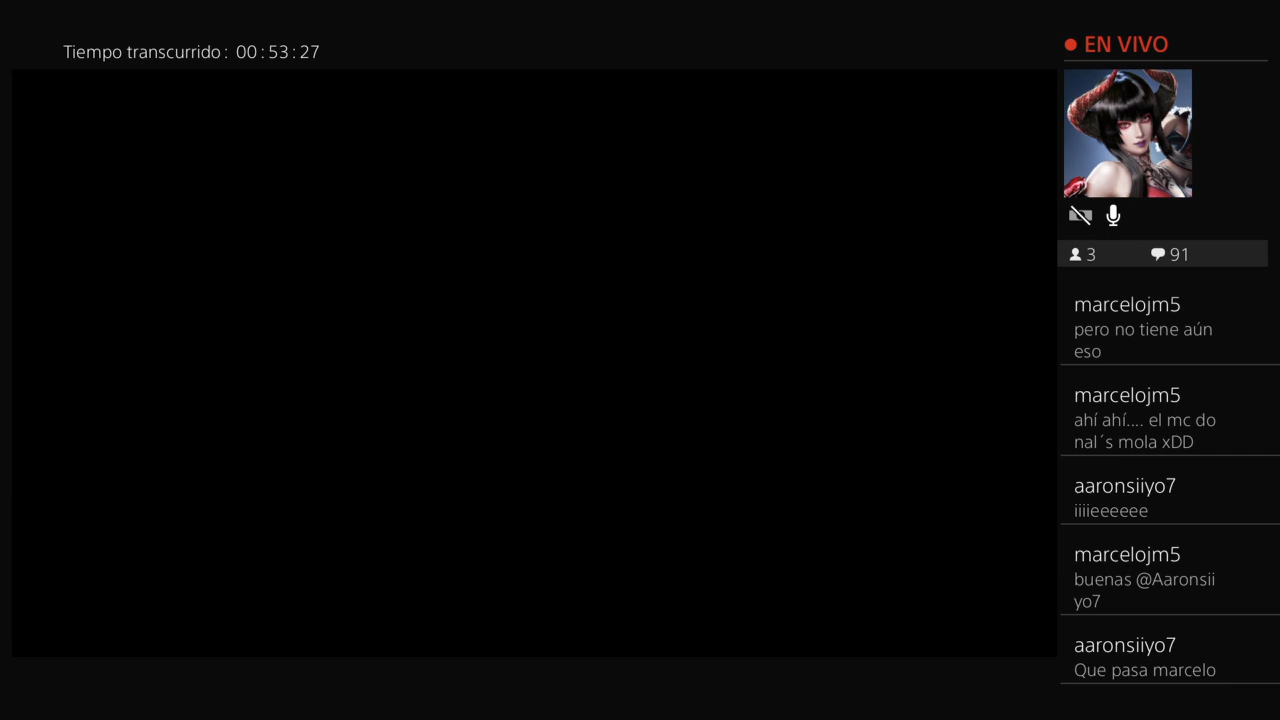 Tiempo transcurrido : 00 : 53 : 27
EN VIVO
3 91
marcelojm5
pero no tiene aún
eso
marcelojm5
ahí ahí.... el mc do
nal´s mola xDD
aaronsiiyo7
iiiieeeeee
marcelojm5
buenas @Aaronsii
yo7
aaronsiiyo7
Que pasa marcelo